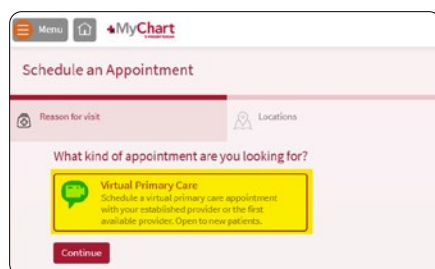 Menu
MyChart
Schedule an Appointment
Reason for visit
Locations
What kind of appointment are you looking for?
Virtual Primary Care
Schedule a virtual primary care appointment
with your established provider or the first
available provider. Open to new patients.
Continue